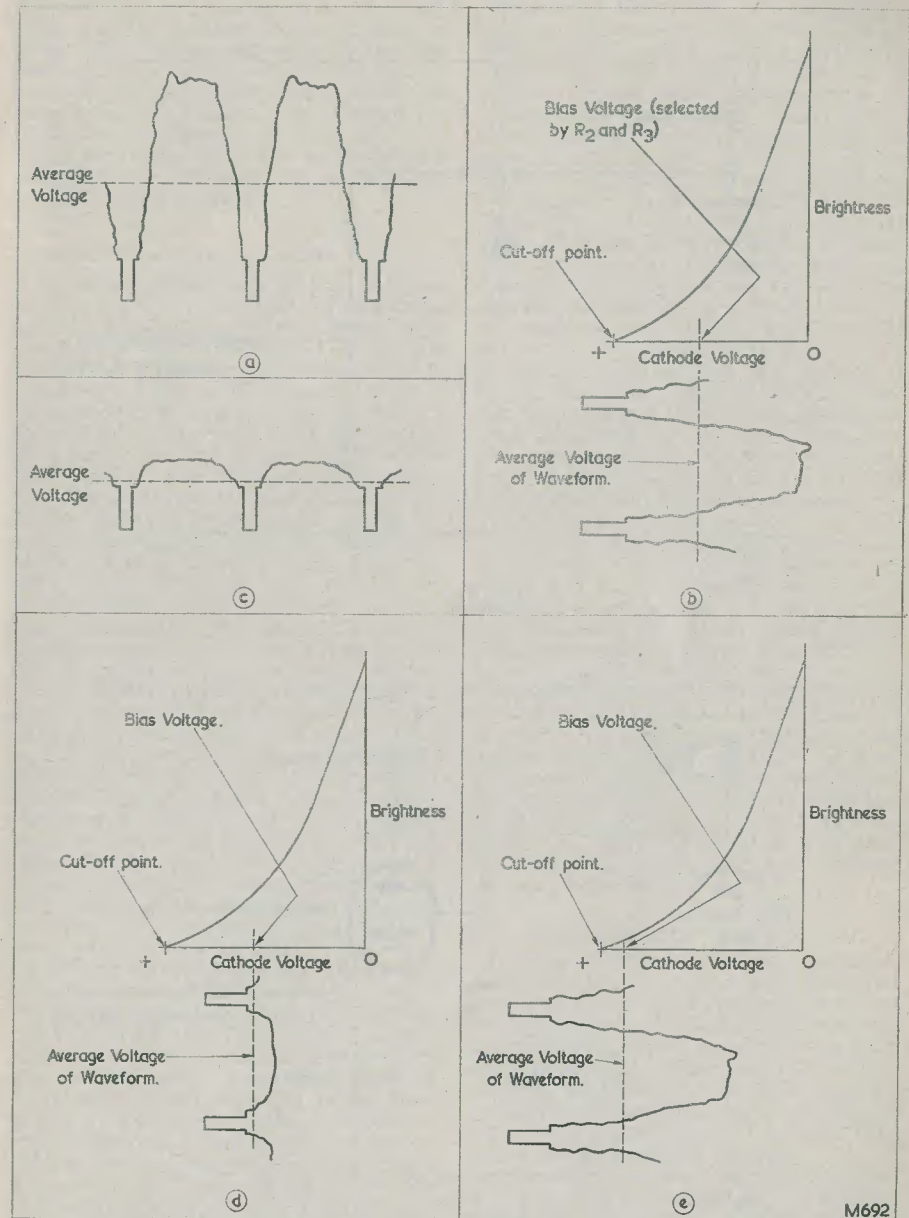 Average
Voltage
ⓐ
Bias Voltage (selected
by R₂ and R₃)
Brightness
Cut-off point.
+
Cathode Voltage
O
Average Voltage
of Waveform.
ⓑ
Average
Voltage
ⓒ
Bias Voltage.
Brightness
Cut-off point.
+
Cathode Voltage
O
Average Voltage
of Waveform.
ⓓ
Bias Voltage.
Brightness
Cut-off point.
+
Cathode Voltage
O
Average Voltage
of Waveform.
ⓔ
M692